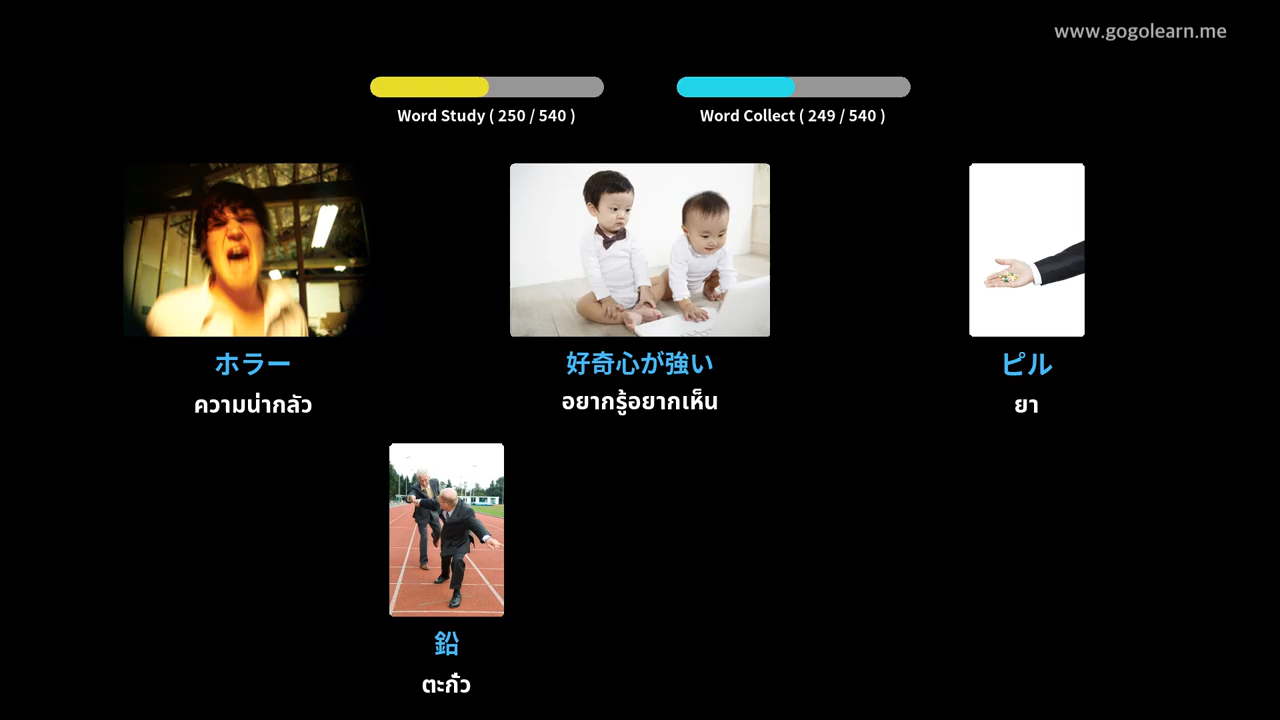 www.gogolearn.me
Word Study ( 250 / 540 )
Word Collect ( 249 / 540 )
ホラー
ความน่ากลัว
好奇心が強い
อยากรู้อยากเห็น
ピル
ยา
鉛
ตะกั่ว